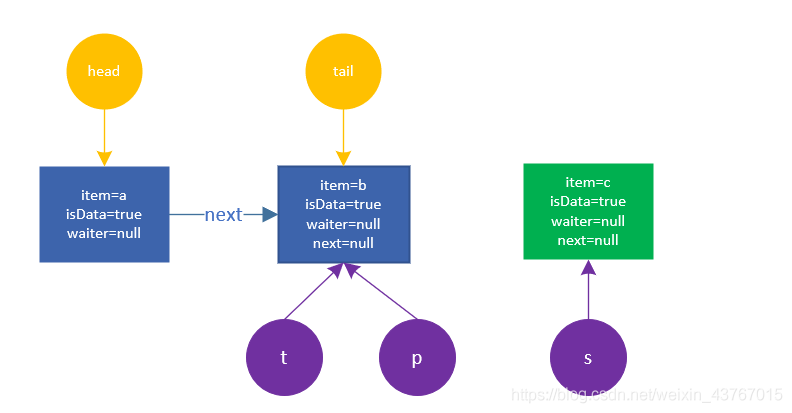 head
tail
item=a
isData=true
waiter=null
next
item=b
isData=true
waiter=null
next=null
item=c
isData=true
waiter=null
next=null
t
p
s
https://blog.csdn.net/weixin_43767015